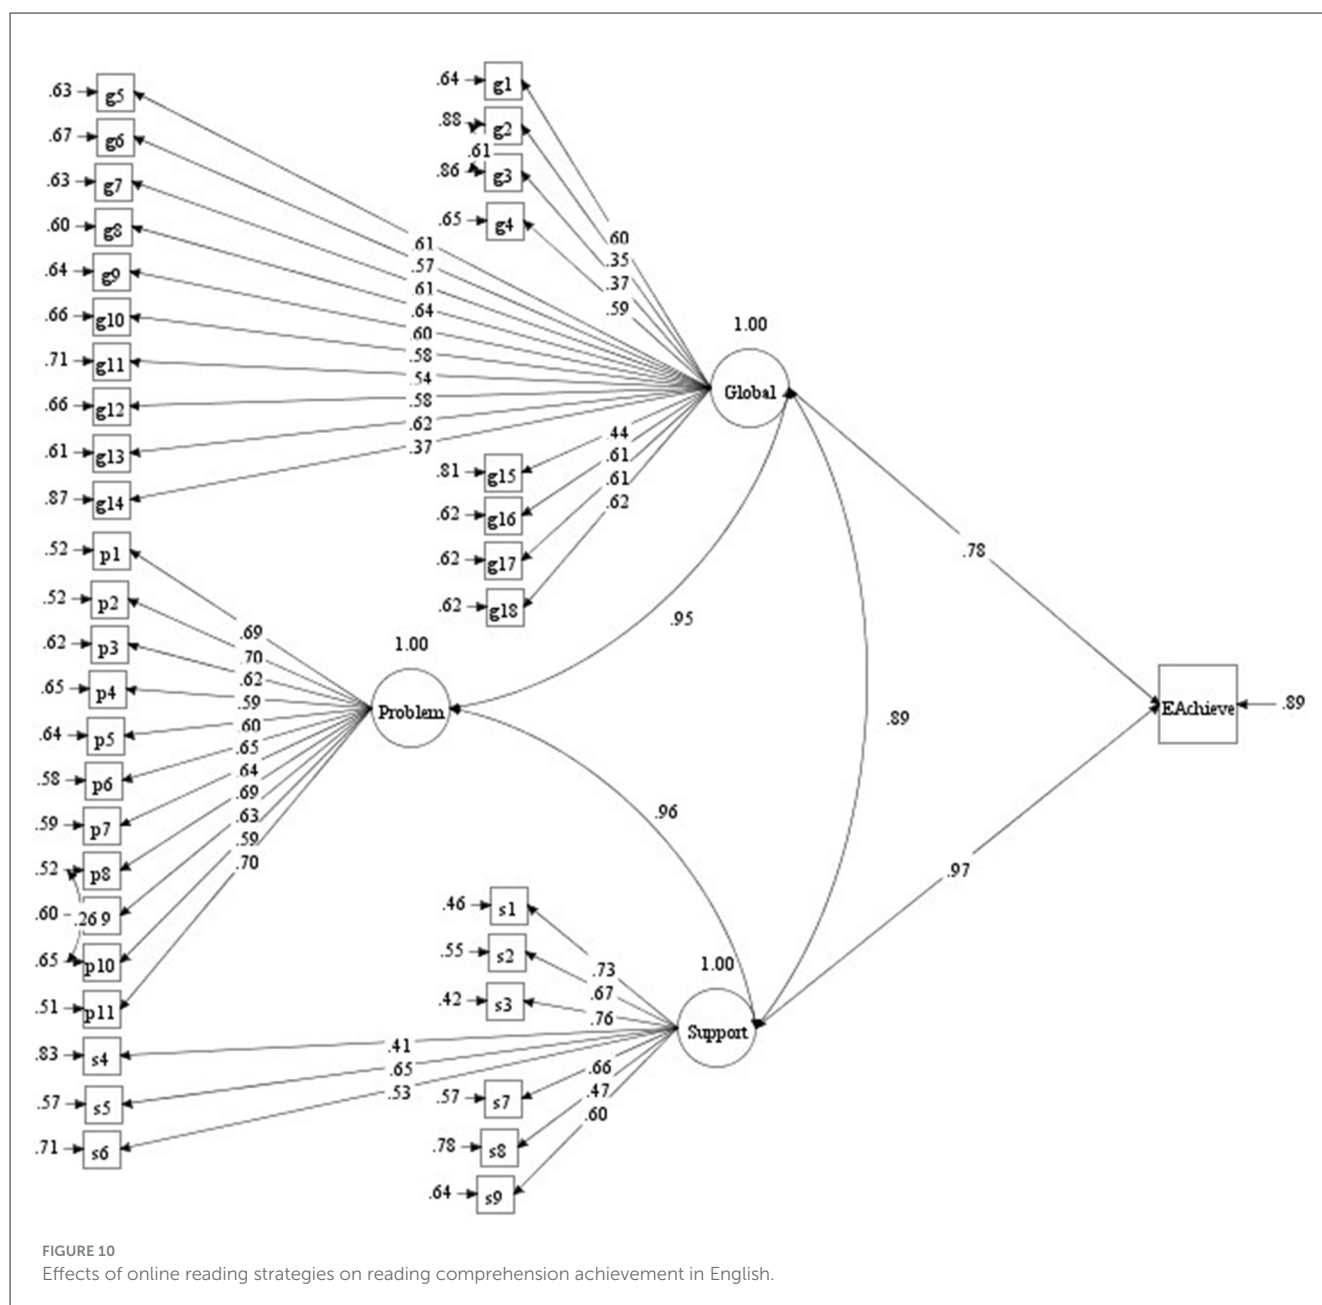 .63 g5
.67 g6
.63 g7
.60 g8
.64 g9
.66 g10
.71 g11
.66 g12
.61 g13
.87 g14
.61
.57
.61
.64
.60
.58
.54
.58
.62
.37
.64 g1
.88 g2
.61
.86 g3
.65 g4
.60
.35
.37
.59
1.00
Global
.44
.61
.61
.62
.81 g15
.62 g16
.62 g17
.62 g18
.52 p1
.52 p2
.62 p3
.65 p4
.64 p5
.58 p6
.59 p7
.52 p8
.60 .26 9
.65 p10
.51 p11
.69
.70
.62
.59
.60
.65
.64
.69
.63
.59
.70
1.00
Problem
.95
.78
.89
.96
.97
EAchieve .89
.46 s1
.55 s2
.42 s3
.73
.67
.76
1.00
Support
.83 s4
.57 s5
.71 s6
.41
.65
.53
.66
.47
.60
.57 s7
.78 s8
.64 s9
FIGURE 10
Effects of online reading strategies on reading comprehension achievement in English.